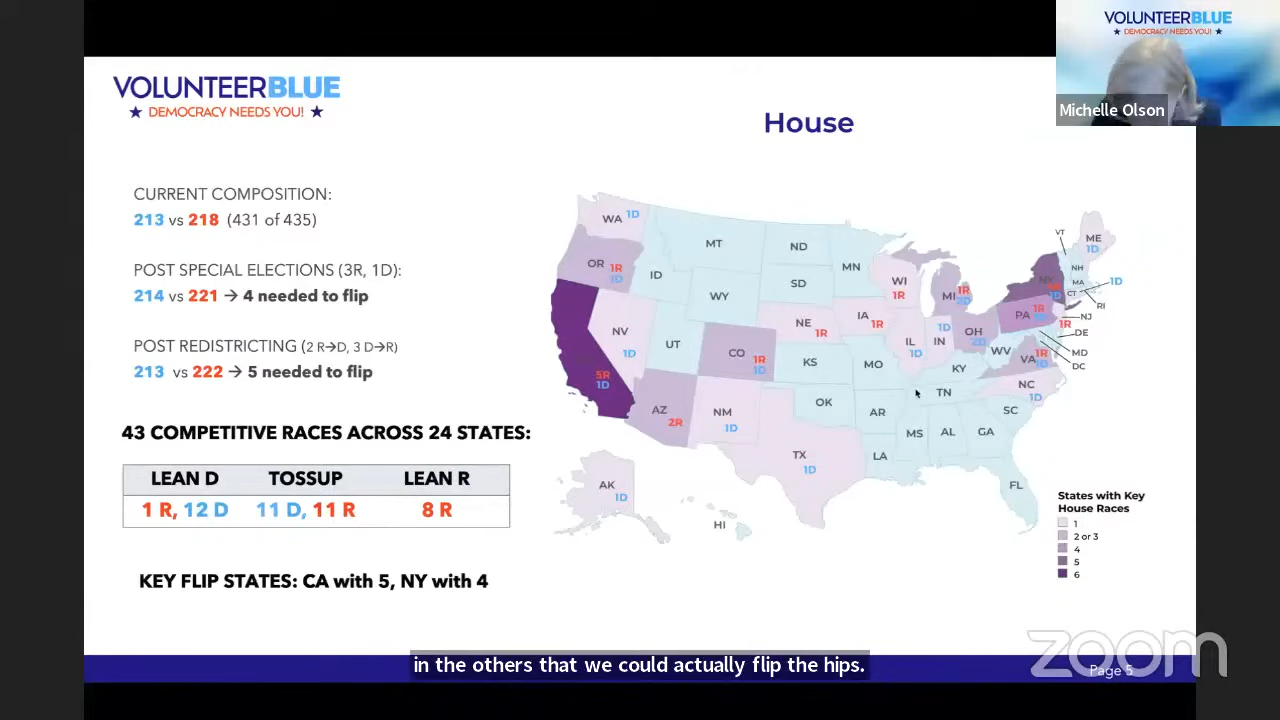 VOLUNTEERBLUE
★ DEMOCRACY NEEDS YOU! ★
Michelle Olson
VOLUNTEERBLUE
★ DEMOCRACY NEEDS YOU! ★
House
CURRENT COMPOSITION:
213 vs 218 (431 of 435)
POST SPECIAL ELECTIONS (3R, 1D):
214 vs 221 → 4 needed to flip
POST REDISTRICTING (2 R→D, 3 D→R)
213 vs 222 → 5 needed to flip
43 COMPETITIVE RACES ACROSS 24 STATES:
LEAN D TOSSUP LEAN R
1 R, 12 D 11 D, 11 R 8 R
KEY FLIP STATES: CA with 5, NY with 4
WA 1D
OR 1R
1D
ID
MT
ND
MN
SD
WY
NV
1D
UT
CO 1R
1D
NE
1R
IA 1R
WI
1R
MI 1R
2D
IL
1D
1D
IN
OH
2D
PA 1R
NY
1D
VT
ME
1D
NH
MA
CT
1D
RI
NJ
1R
DE
MD
DC
WV
VA 1R
1D
KY
NC
1D
TN
SC
KS
MO
5R
1D
AZ
2R
NM
1D
OK
AR
MS
AL
GA
LA
TX
1D
FL
AK
1D
HI
States with Key
House Races
1
2 or 3
4
5
6
in the others that we could actually flip the hips.
zoom
Page 5